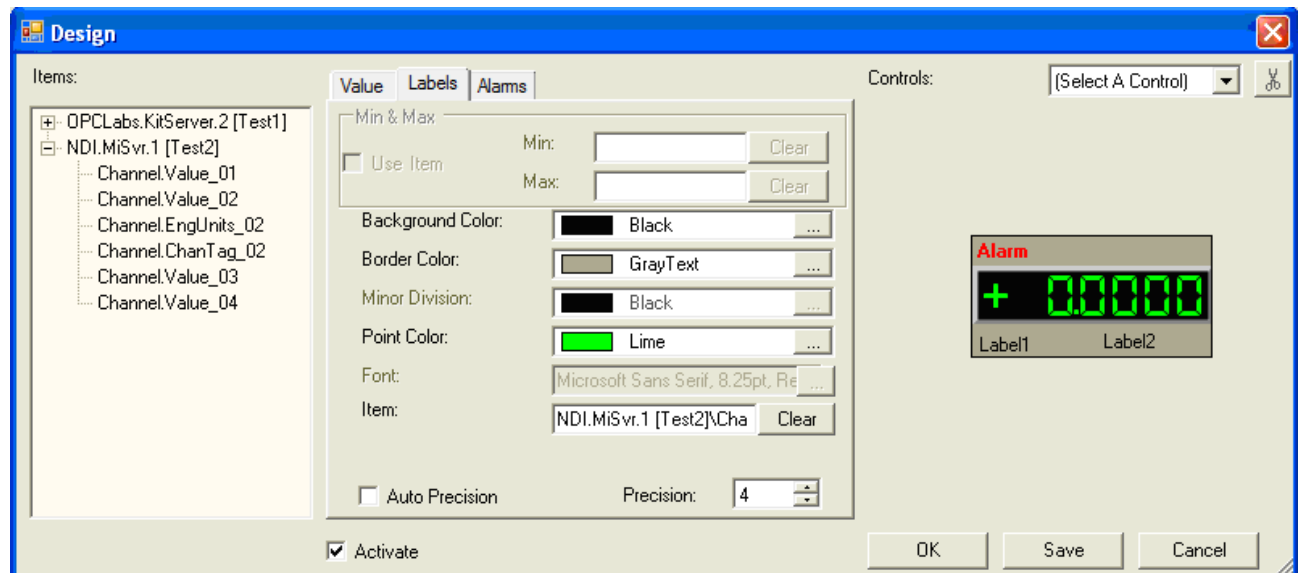 Design
Items:
OPCLabs.KitServer.2 [Test1]
NDI.MiSvr.1 [Test2]
Channel.Value_01
Channel.Value_02
Channel.EngUnits_02
Channel.ChanTag_02
Channel.Value_03
Channel.Value_04
Value Labels Alarms
Min & Max
Use Item
Min: Clear
Max: Clear
Background Color: Black ...
Border Color: GrayText ...
Minor Division: Black ...
Point Color: Lime ...
Font: Microsoft Sans Serif, 8.25pt, Re ...
Item: NDI.MiSvr.1 [Test2]\Cha Clear
Auto Precision Precision: 4
Activate
Controls: (Select A Control)
Alarm
+ 0.0000
Label1 Label2
OK Save Cancel